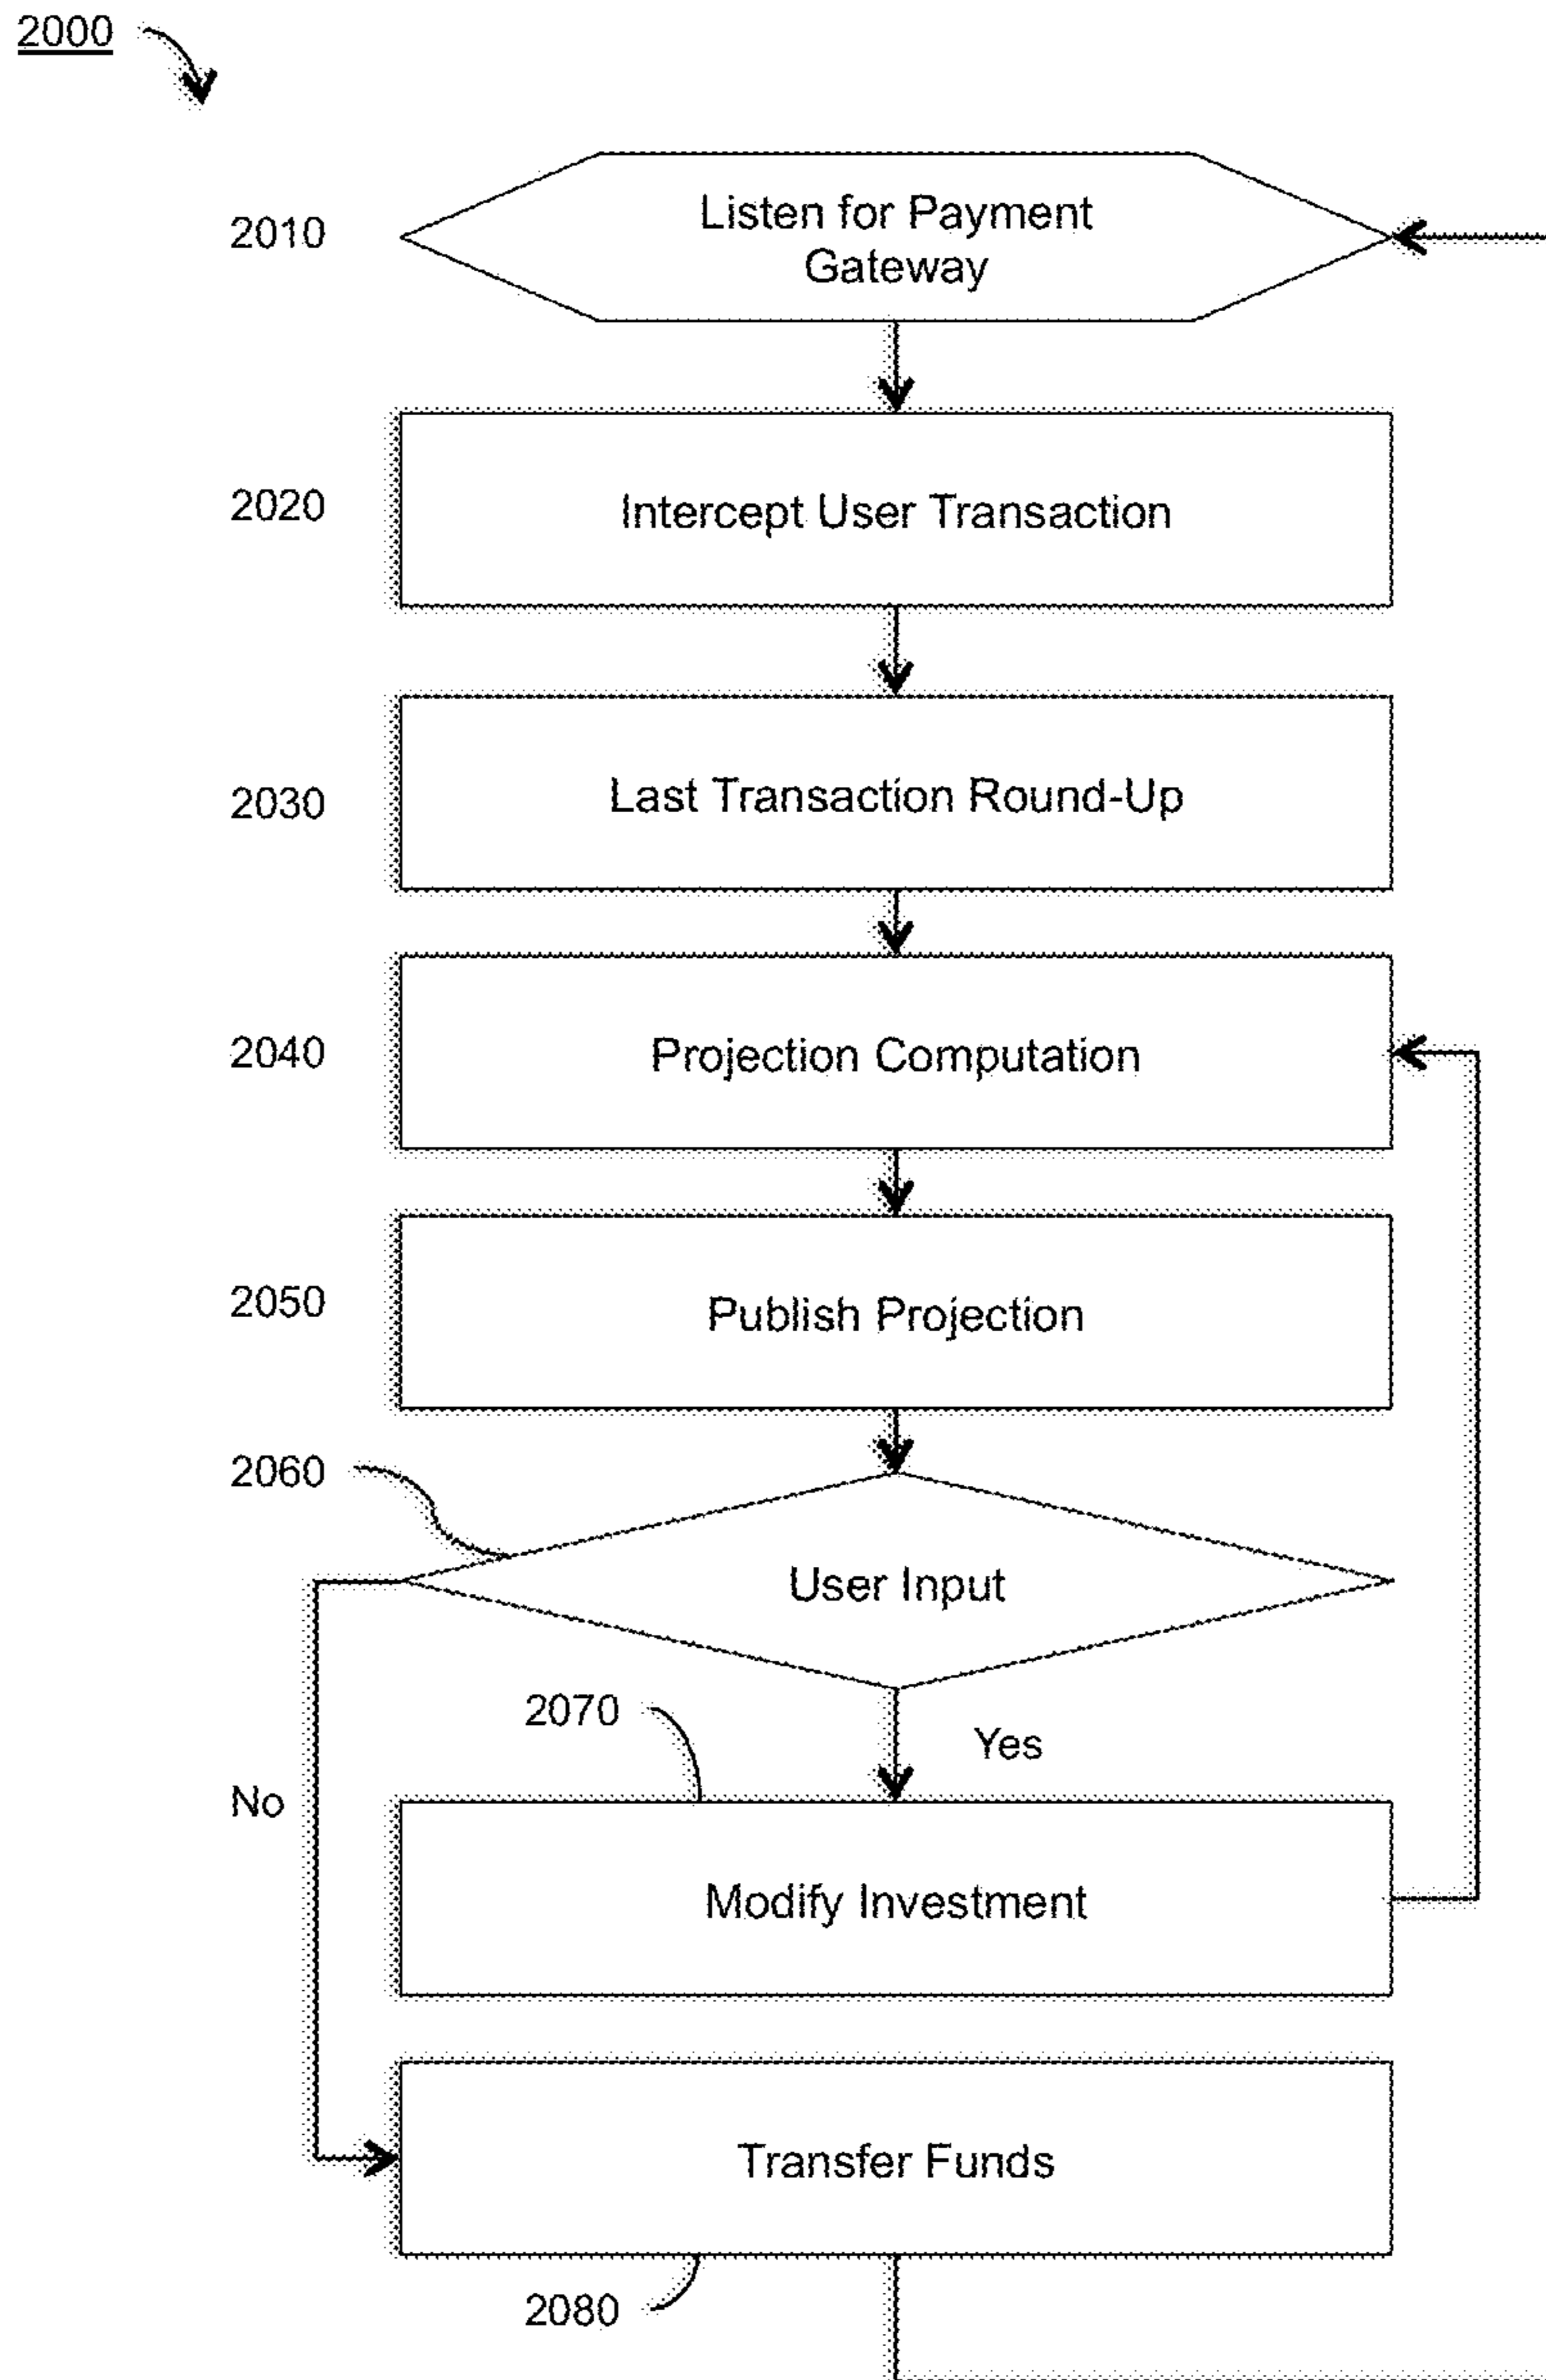 2000
2010
Listen for Payment
Gateway
2020
Intercept User Transaction
2030
Last Transaction Round-Up
2040
Projection Computation
2050
Publish Projection
2060
User Input
2070
Yes
No
Modify Investment
Transfer Funds
2080